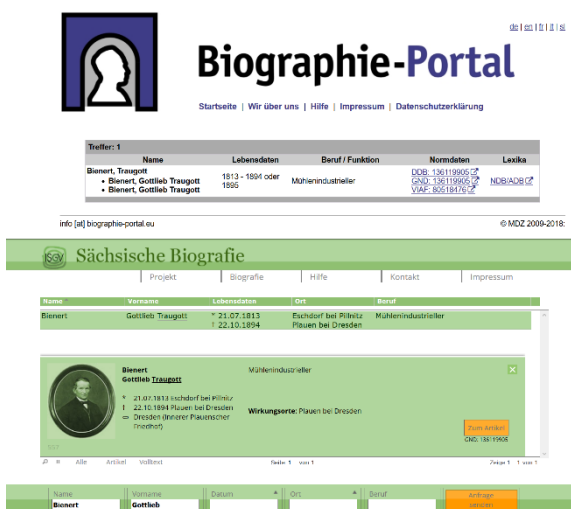 de | en | fr | it | sl
Biographie-Portal
Startseite | Wir über uns | Hilfe | Impressum | Datenschutzerklärung
Treffer: 1
Name Lebensdaten Beruf / Funktion Normdaten Lexika
Bienert, Traugott
• Bienert, Gottlieb Traugott
• Bienert, Gottlieb Traugott
1813 - 1894 oder
1895
Mühlenindustrieller
DDB: 136119905
GND: 136119905
VIAF: 80518476
NDB/ADB
info [at] biographie-portal.eu © MDZ 2009-2018:
ISGV Sächsische Biografie
Projekt Biografie Hilfe Kontakt Impressum
Name Vorname Lebensdaten Ort Beruf
Bienert Gottlieb Traugott * 21.07.1813 Eschdorf bei Pillnitz Mühlenindustrieller
† 22.10.1894 Plauen bei Dresden
Bienert Mühlenindustrieller
Gottlieb Traugott
* 21.07.1813 Eschdorf bei Pillnitz
† 22.10.1894 Plauen bei Dresden
Dresden (Innerer Plauenscher
Friedhof)
Wirkungsorte: Plauen bei Dresden
Zum Artikel
GND: 136119905
Alle Artikel Volltext Seite 1 von 1 Zeige 1 1 von 1
Name Vorname Datum Ort Beruf Anfrage
Bienert Gottlieb senden